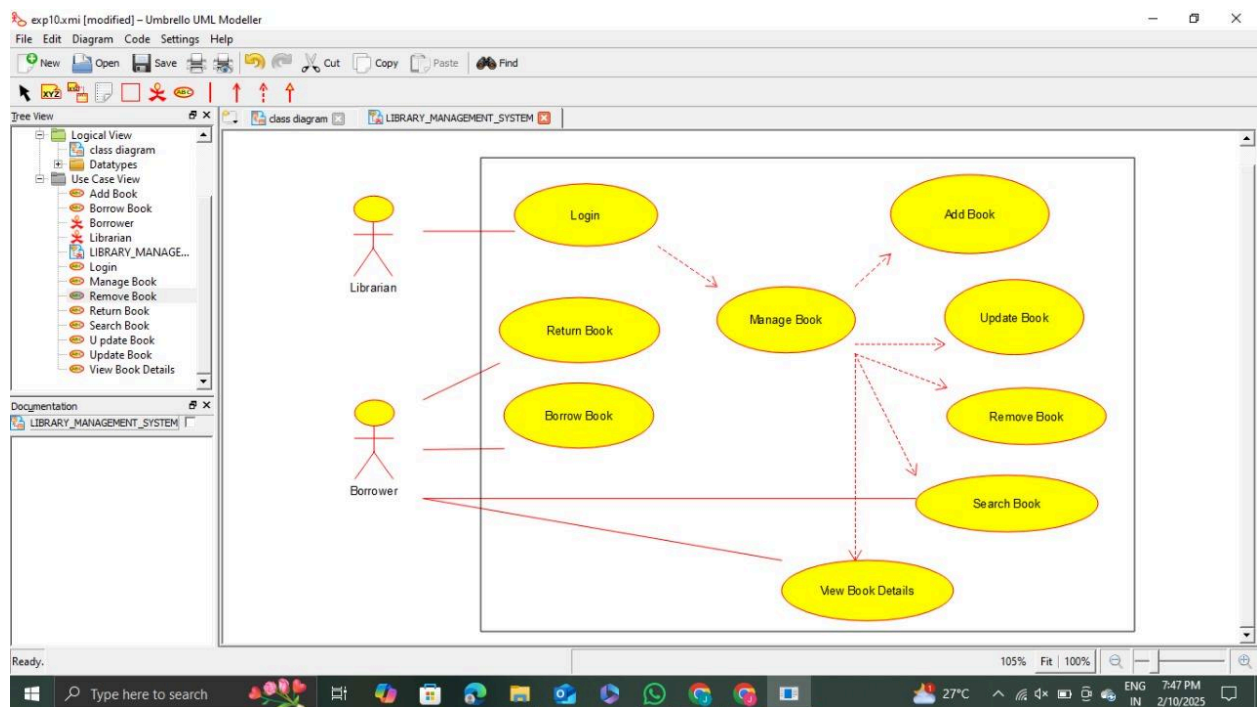 exp10.xmi [modified] – Umbrello UML Modeller
File Edit Diagram Code Settings Help
New Open Save Cut Copy Paste Find
XYZ ABC
Tree View
class diagram LIBRARY_MANAGEMENT_SYSTEM
Logical View
class diagram
Datatypes
Use Case View
Add Book
Borrow Book
Borrower
Librarian
LIBRARY_MANAGE...
Login
Manage Book
Remove Book
Return Book
Search Book
U pdate Book
Update Book
View Book Details
Documentation
LIBRARY_MANAGEMENT_SYSTEM
Login
Add Book
Librarian
Manage Book
Update Book
Return Book
Borrow Book
Remove Book
Borrower
Search Book
View Book Details
Ready.
105% Fit 100%
Type here to search
27°C
ENG
IN
7:47 PM
2/10/2025